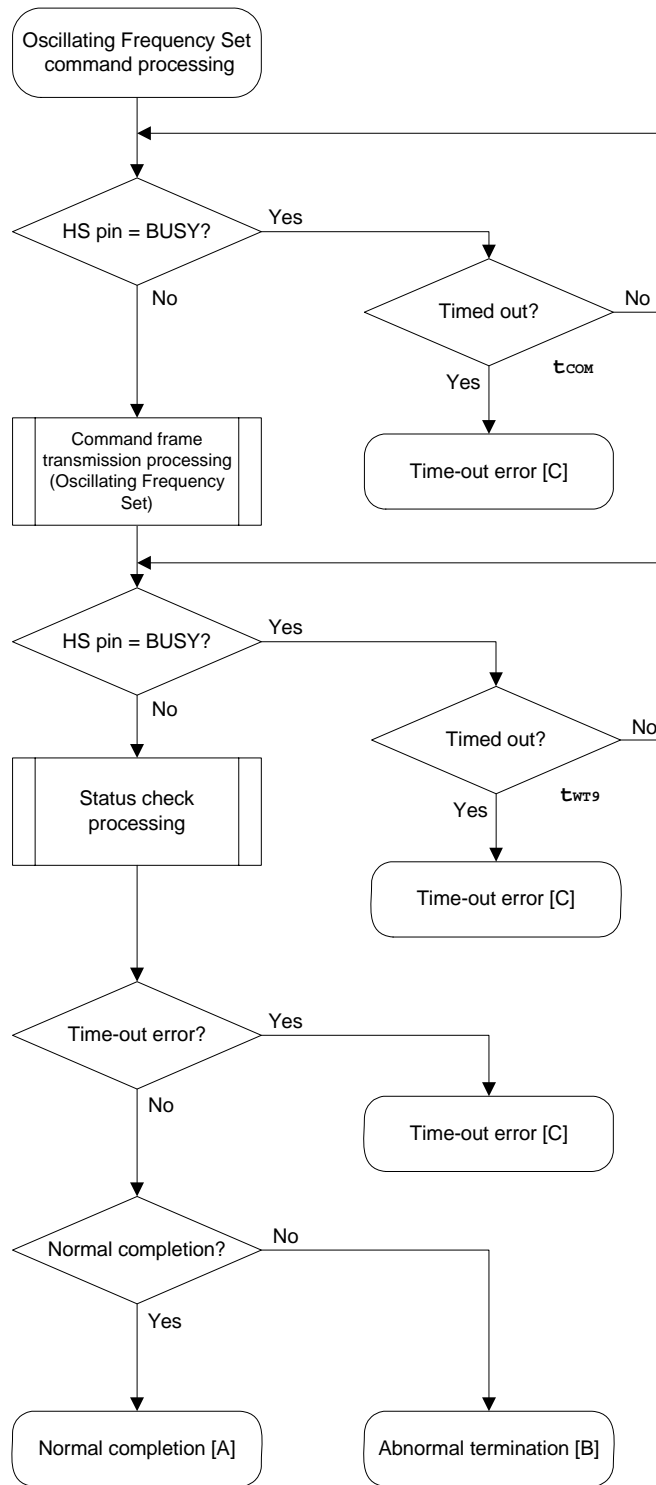 Oscillating Frequency Set
command processing
HS pin = BUSY?
Yes
No
Timed out?
No
tCOM
Yes
Time-out error [C]
Command frame
transmission processing
(Oscillating Frequency
Set)
HS pin = BUSY?
Yes
No
Timed out?
No
tWT9
Yes
Time-out error [C]
Status check
processing
Time-out error?
Yes
No
Time-out error [C]
Normal completion?
No
Yes
Normal completion [A]
Abnormal termination [B]